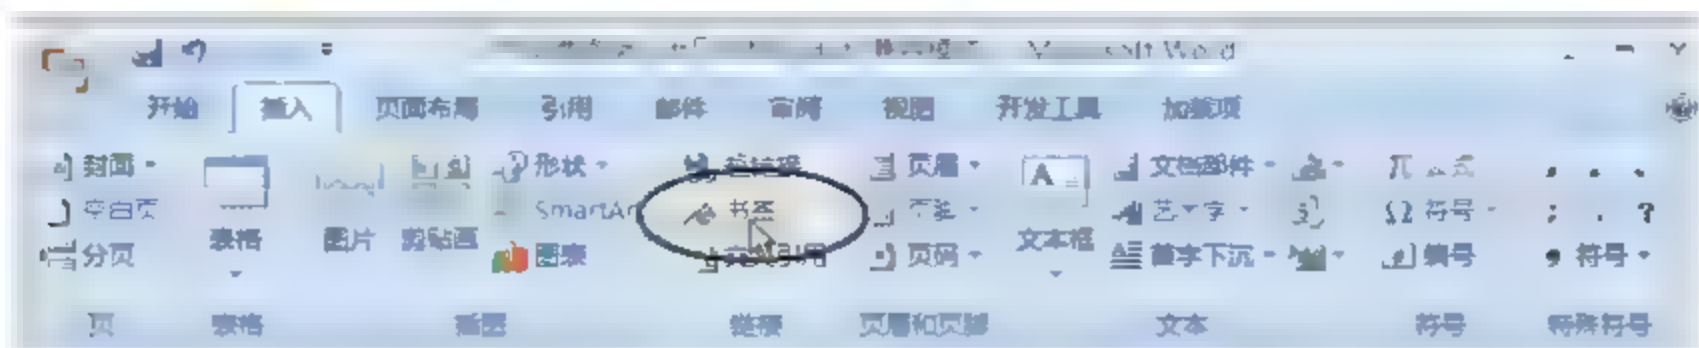 开始 插入 页面布局 引用 邮件 审阅 视图 开发工具 加载项
封面 形状 超链接 页眉 文档部件 公式
空白页 SmartArt 书签 页脚 艺术字 Ω 符号 ?
表格 图片 剪贴画 文本框
分页 图表 交叉引用 页码 首字下沉 编号 符号
页 表格 插图 链接 页眉和页脚 文本 符号 特殊符号